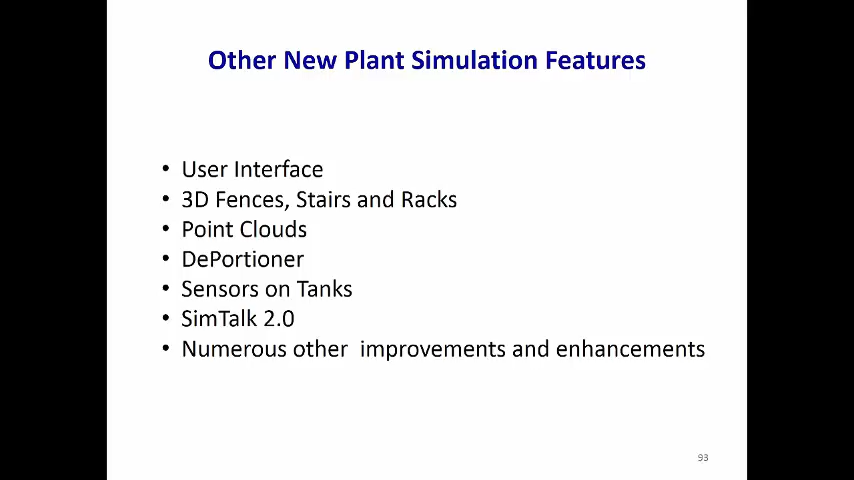 Other New Plant Simulation Features
• User Interface
• 3D Fences, Stairs and Racks
• Point Clouds
• DePortioner
• Sensors on Tanks
• SimTalk 2.0
• Numerous other  improvements and enhancements
93